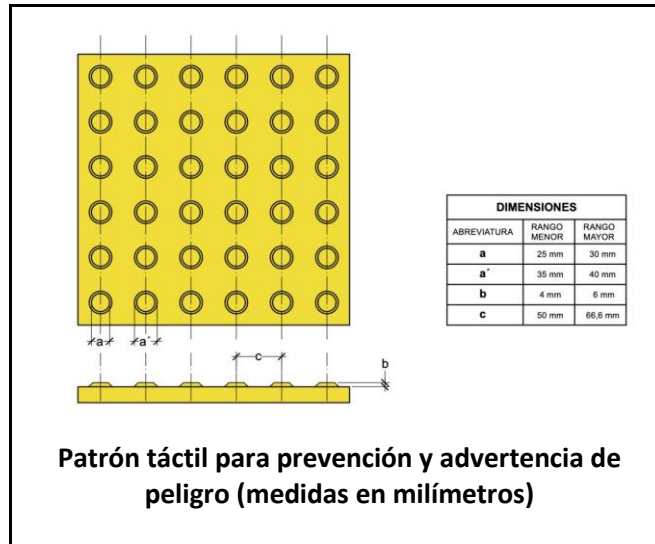 a
a´
c
b
DIMENSIONES
ABREVIATURA RANGO MENOR RANGO MAYOR
a 25 mm 30 mm
a´ 35 mm 40 mm
b 4 mm 6 mm
c 50 mm 66,6 mm
Patrón táctil para prevención y advertencia de
peligro (medidas en milímetros)